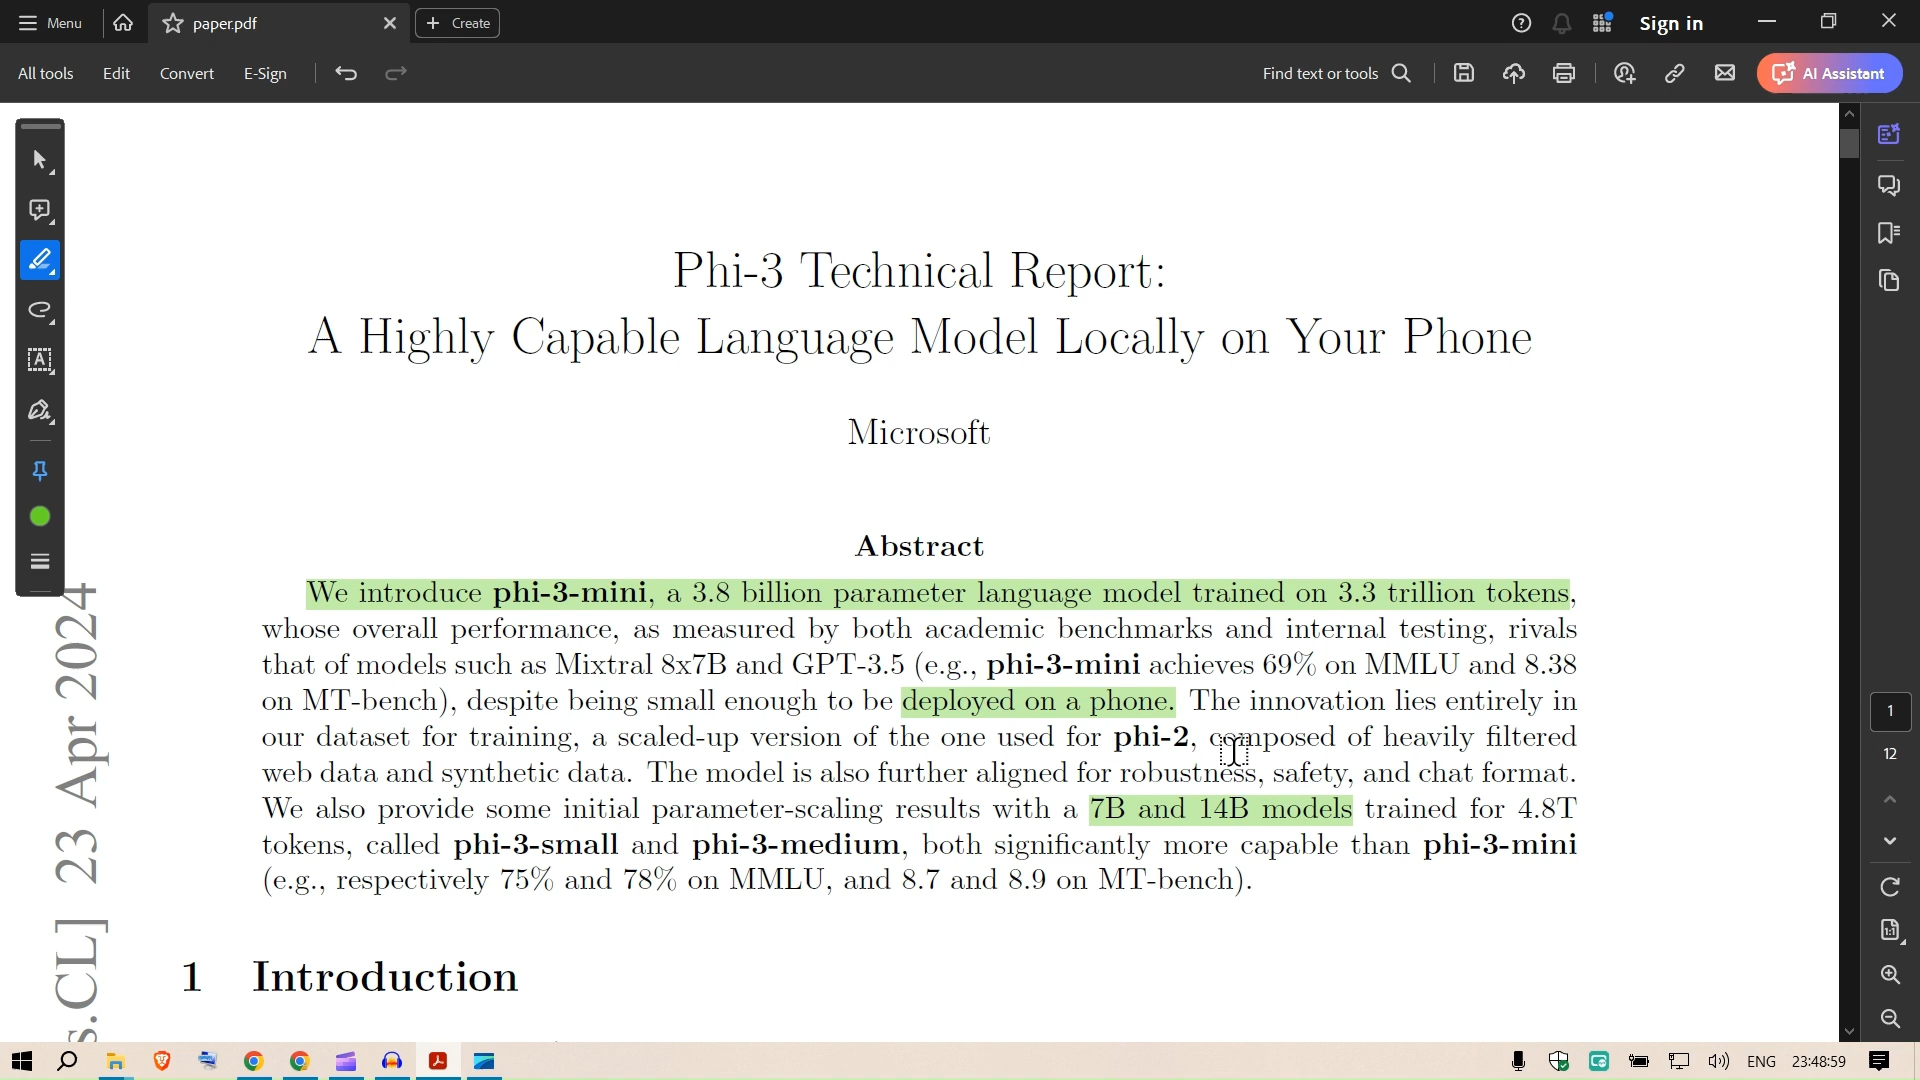 Menu
paper.pdf
Create
Sign in
All tools
Edit
Convert
E-Sign
Find text or tools
AI Assistant
Phi-3 Technical Report:
A Highly Capable Language Model Locally on Your Phone
Microsoft
Abstract
We introduce phi-3-mini, a 3.8 billion parameter language model trained on 3.3 trillion tokens,
whose overall performance, as measured by both academic benchmarks and internal testing, rivals
that of models such as Mixtral 8x7B and GPT-3.5 (e.g., phi-3-mini achieves 69% on MMLU and 8.38
on MT-bench), despite being small enough to be deployed on a phone. The innovation lies entirely in
our dataset for training, a scaled-up version of the one used for phi-2, composed of heavily filtered
web data and synthetic data. The model is also further aligned for robustness, safety, and chat format.
We also provide some initial parameter-scaling results with a 7B and 14B models trained for 4.8T
tokens, called phi-3-small and phi-3-medium, both significantly more capable than phi-3-mini
(e.g., respectively 75% and 78% on MMLU, and 8.7 and 8.9 on MT-bench).
1 Introduction
s.CL] 23 Apr 2024
1
12
ENG
23:48:59